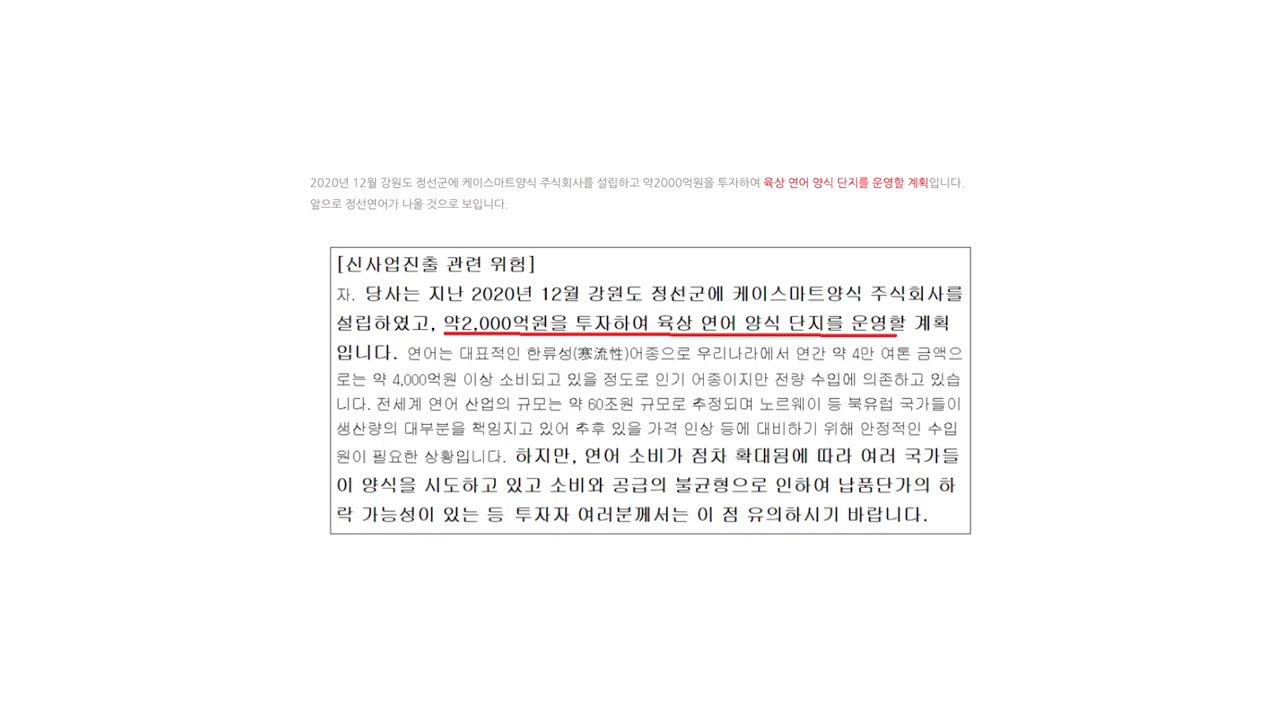 2020년 12월 강원도 정선군에 케이스마트양식 주식회사를 설립하고 약2000억원을 투자하여 육상 연어 양식 단지를 운영할 계획입니다.
앞으로 정선연어가 나올 것으로 보입니다.
[신사업진출 관련 위험]
자. 당사는 지난 2020년 12월 강원도 정선군에 케이스마트양식 주식회사를
설립하였고, 약2,000억원을 투자하여 육상 연어 양식 단지를 운영할 계획
입니다. 연어는 대표적인 한류성(寒流性)어종으로 우리나라에서 연간 약 4만 여톤 금액으
로는 약 4,000억원 이상 소비되고 있을 정도로 인기 어종이지만 전량 수입에 의존하고 있습
니다. 전세계 연어 산업의 규모는 약 60조원 규모로 추정되며 노르웨이 등 북유럽 국가들이
생산량의 대부분을 책임지고 있어 추후 있을 가격 인상 등에 대비하기 위해 안정적인 수입
원이 필요한 상황입니다. 하지만, 연어 소비가 점차 확대됨에 따라 여러 국가들
이 양식을 시도하고 있고 소비와 공급의 불균형으로 인하여 납품단가의 하
락 가능성이 있는 등 투자자 여러분께서는 이 점 유의하시기 바랍니다.